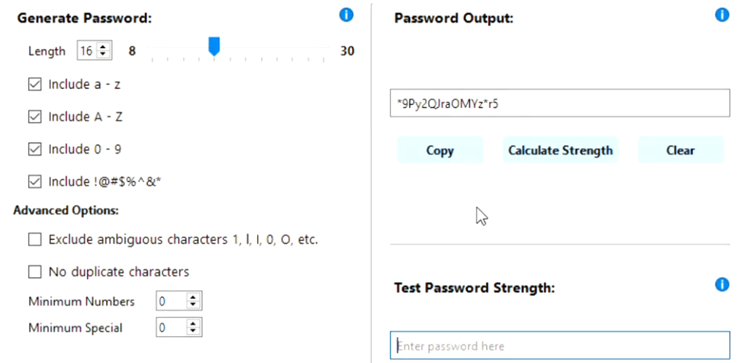 Generate Password:
Length 16 8 30
Include a - z
Include A - Z
Include 0 - 9
Include !@#$%^&*
Advanced Options:
Exclude ambiguous characters 1, l, I, 0, O, etc.
No duplicate characters
Minimum Numbers 0
Minimum Special 0
Password Output:
*9Py2QJraOMYz*r5
Copy Calculate Strength Clear
Test Password Strength:
Enter password here